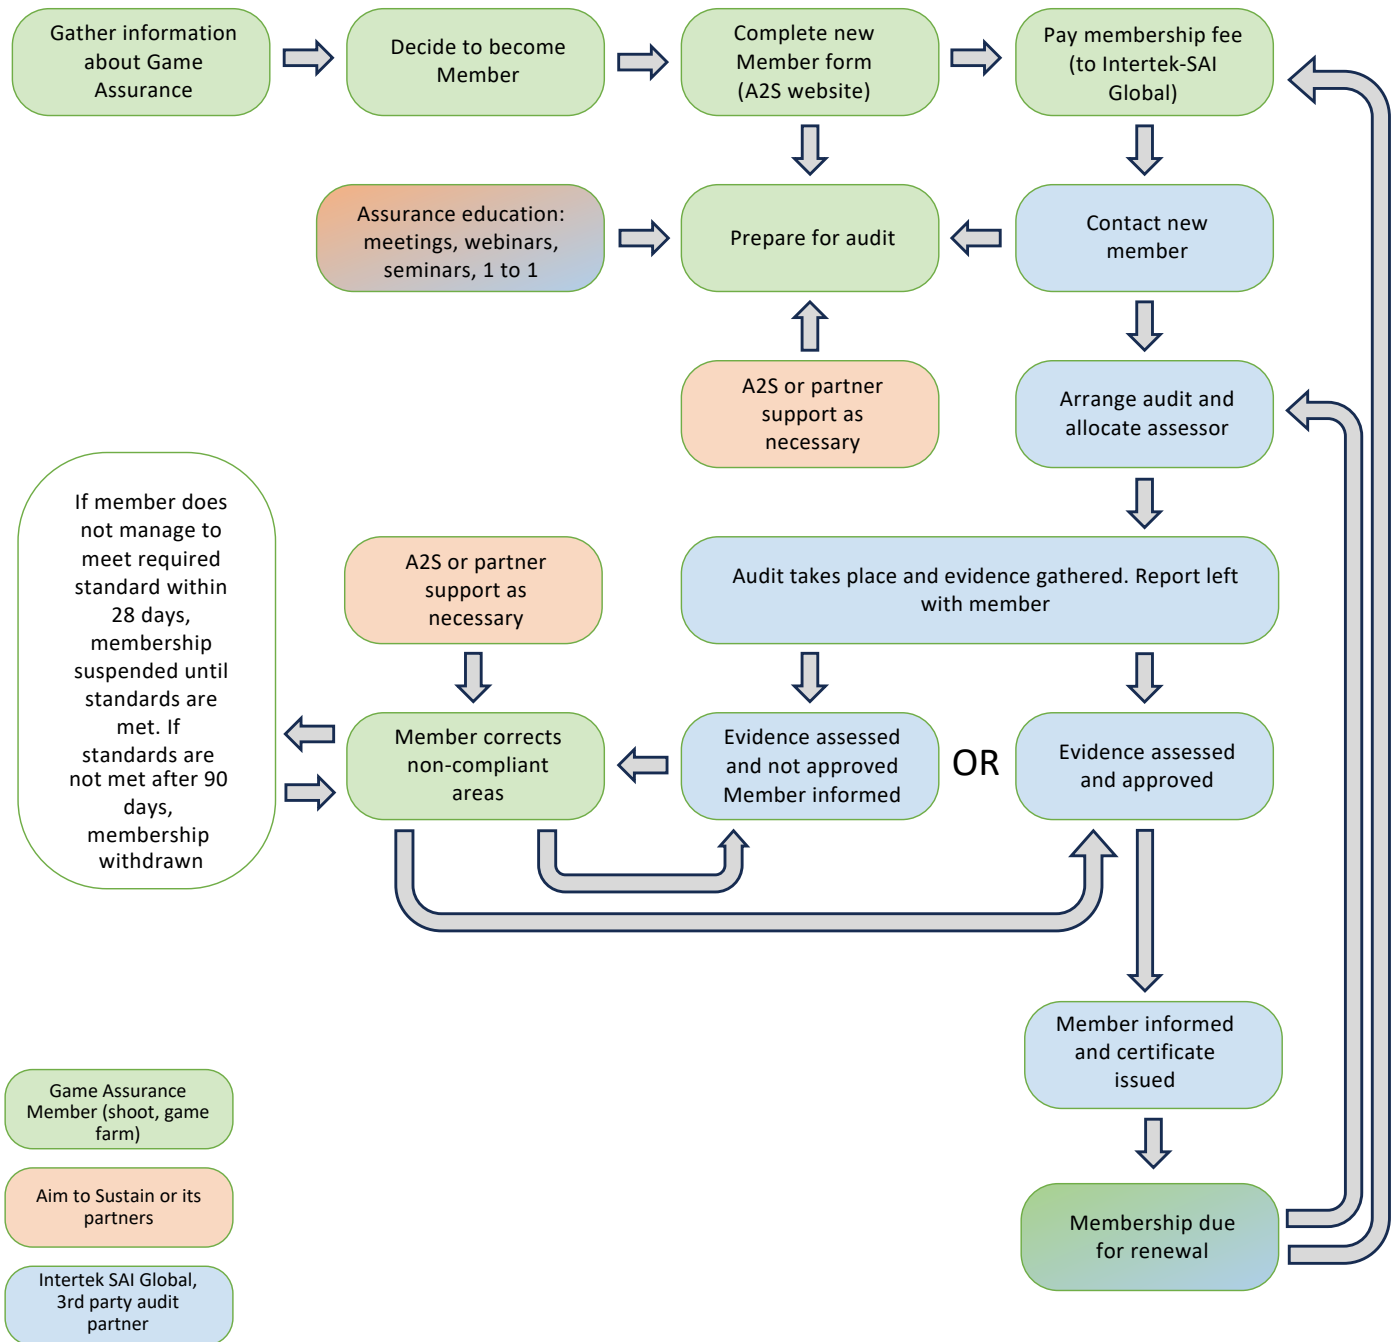 Gather information
about Game
Assurance
Decide to become
Member
Complete new
Member form
(A2S website)
Pay membership fee
(to Intertek-SAI
Global)
Assurance education:
meetings, webinars,
seminars, 1 to 1
Prepare for audit
Contact new
member
A2S or partner
support as
necessary
Arrange audit and
allocate assessor
If member does
not manage to
meet required
standard within
28 days,
membership
suspended until
standards are
met. If
standards are
not met after 90
days,
membership
withdrawn
A2S or partner
support as
necessary
Audit takes place and evidence gathered. Report left
with member
Member corrects
non-compliant
areas
Evidence assessed
and not approved
Member informed
OR
Evidence assessed
and approved
Member informed
and certificate
issued
Game Assurance
Member (shoot, game
farm)
Aim to Sustain or its
partners
Membership due
for renewal
Intertek SAI Global,
3rd party audit
partner